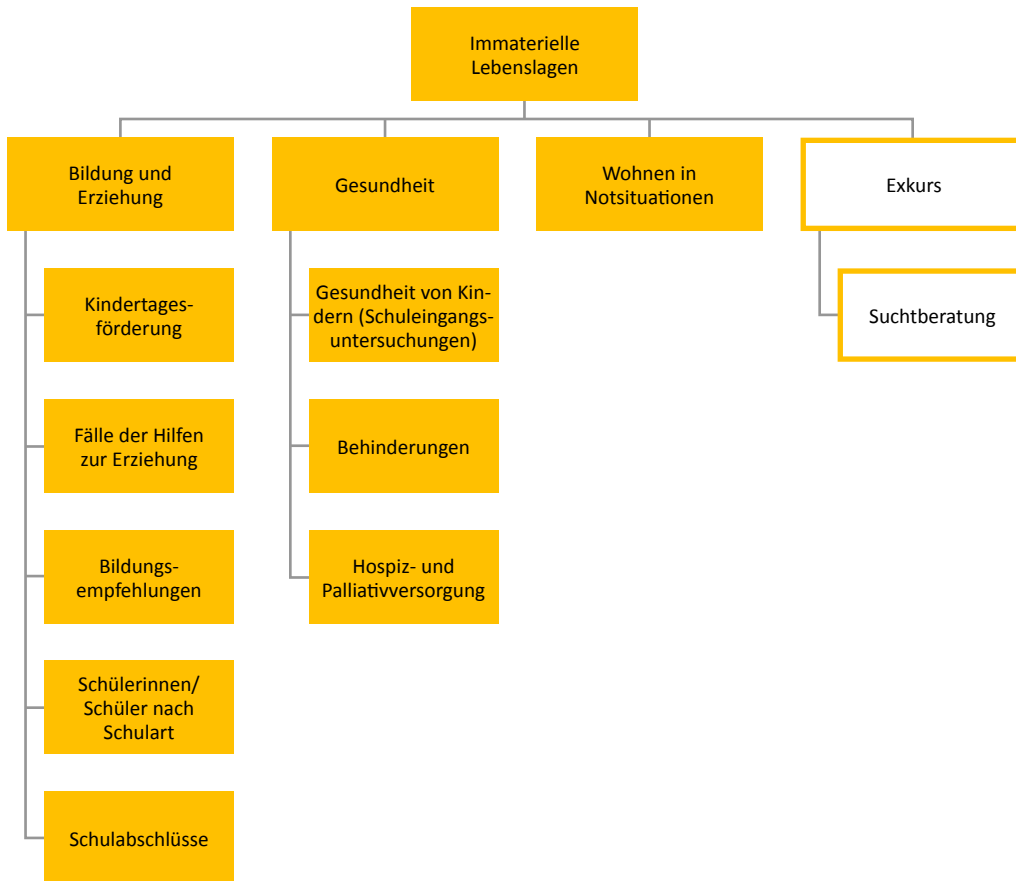 Immaterielle
Lebenslagen
Bildung und
Erziehung
Gesundheit
Wohnen in
Notsituationen
Exkurs
Kindertages-
förderung
Gesundheit von Kin-
dern (Schuleingangs-
untersuchungen)
Suchtberatung
Fälle der Hilfen
zur Erziehung
Behinderungen
Bildungs-
empfehlungen
Hospiz- und
Palliativversorgung
Schülerinnen/
Schüler nach
Schulart
Schulabschlüsse